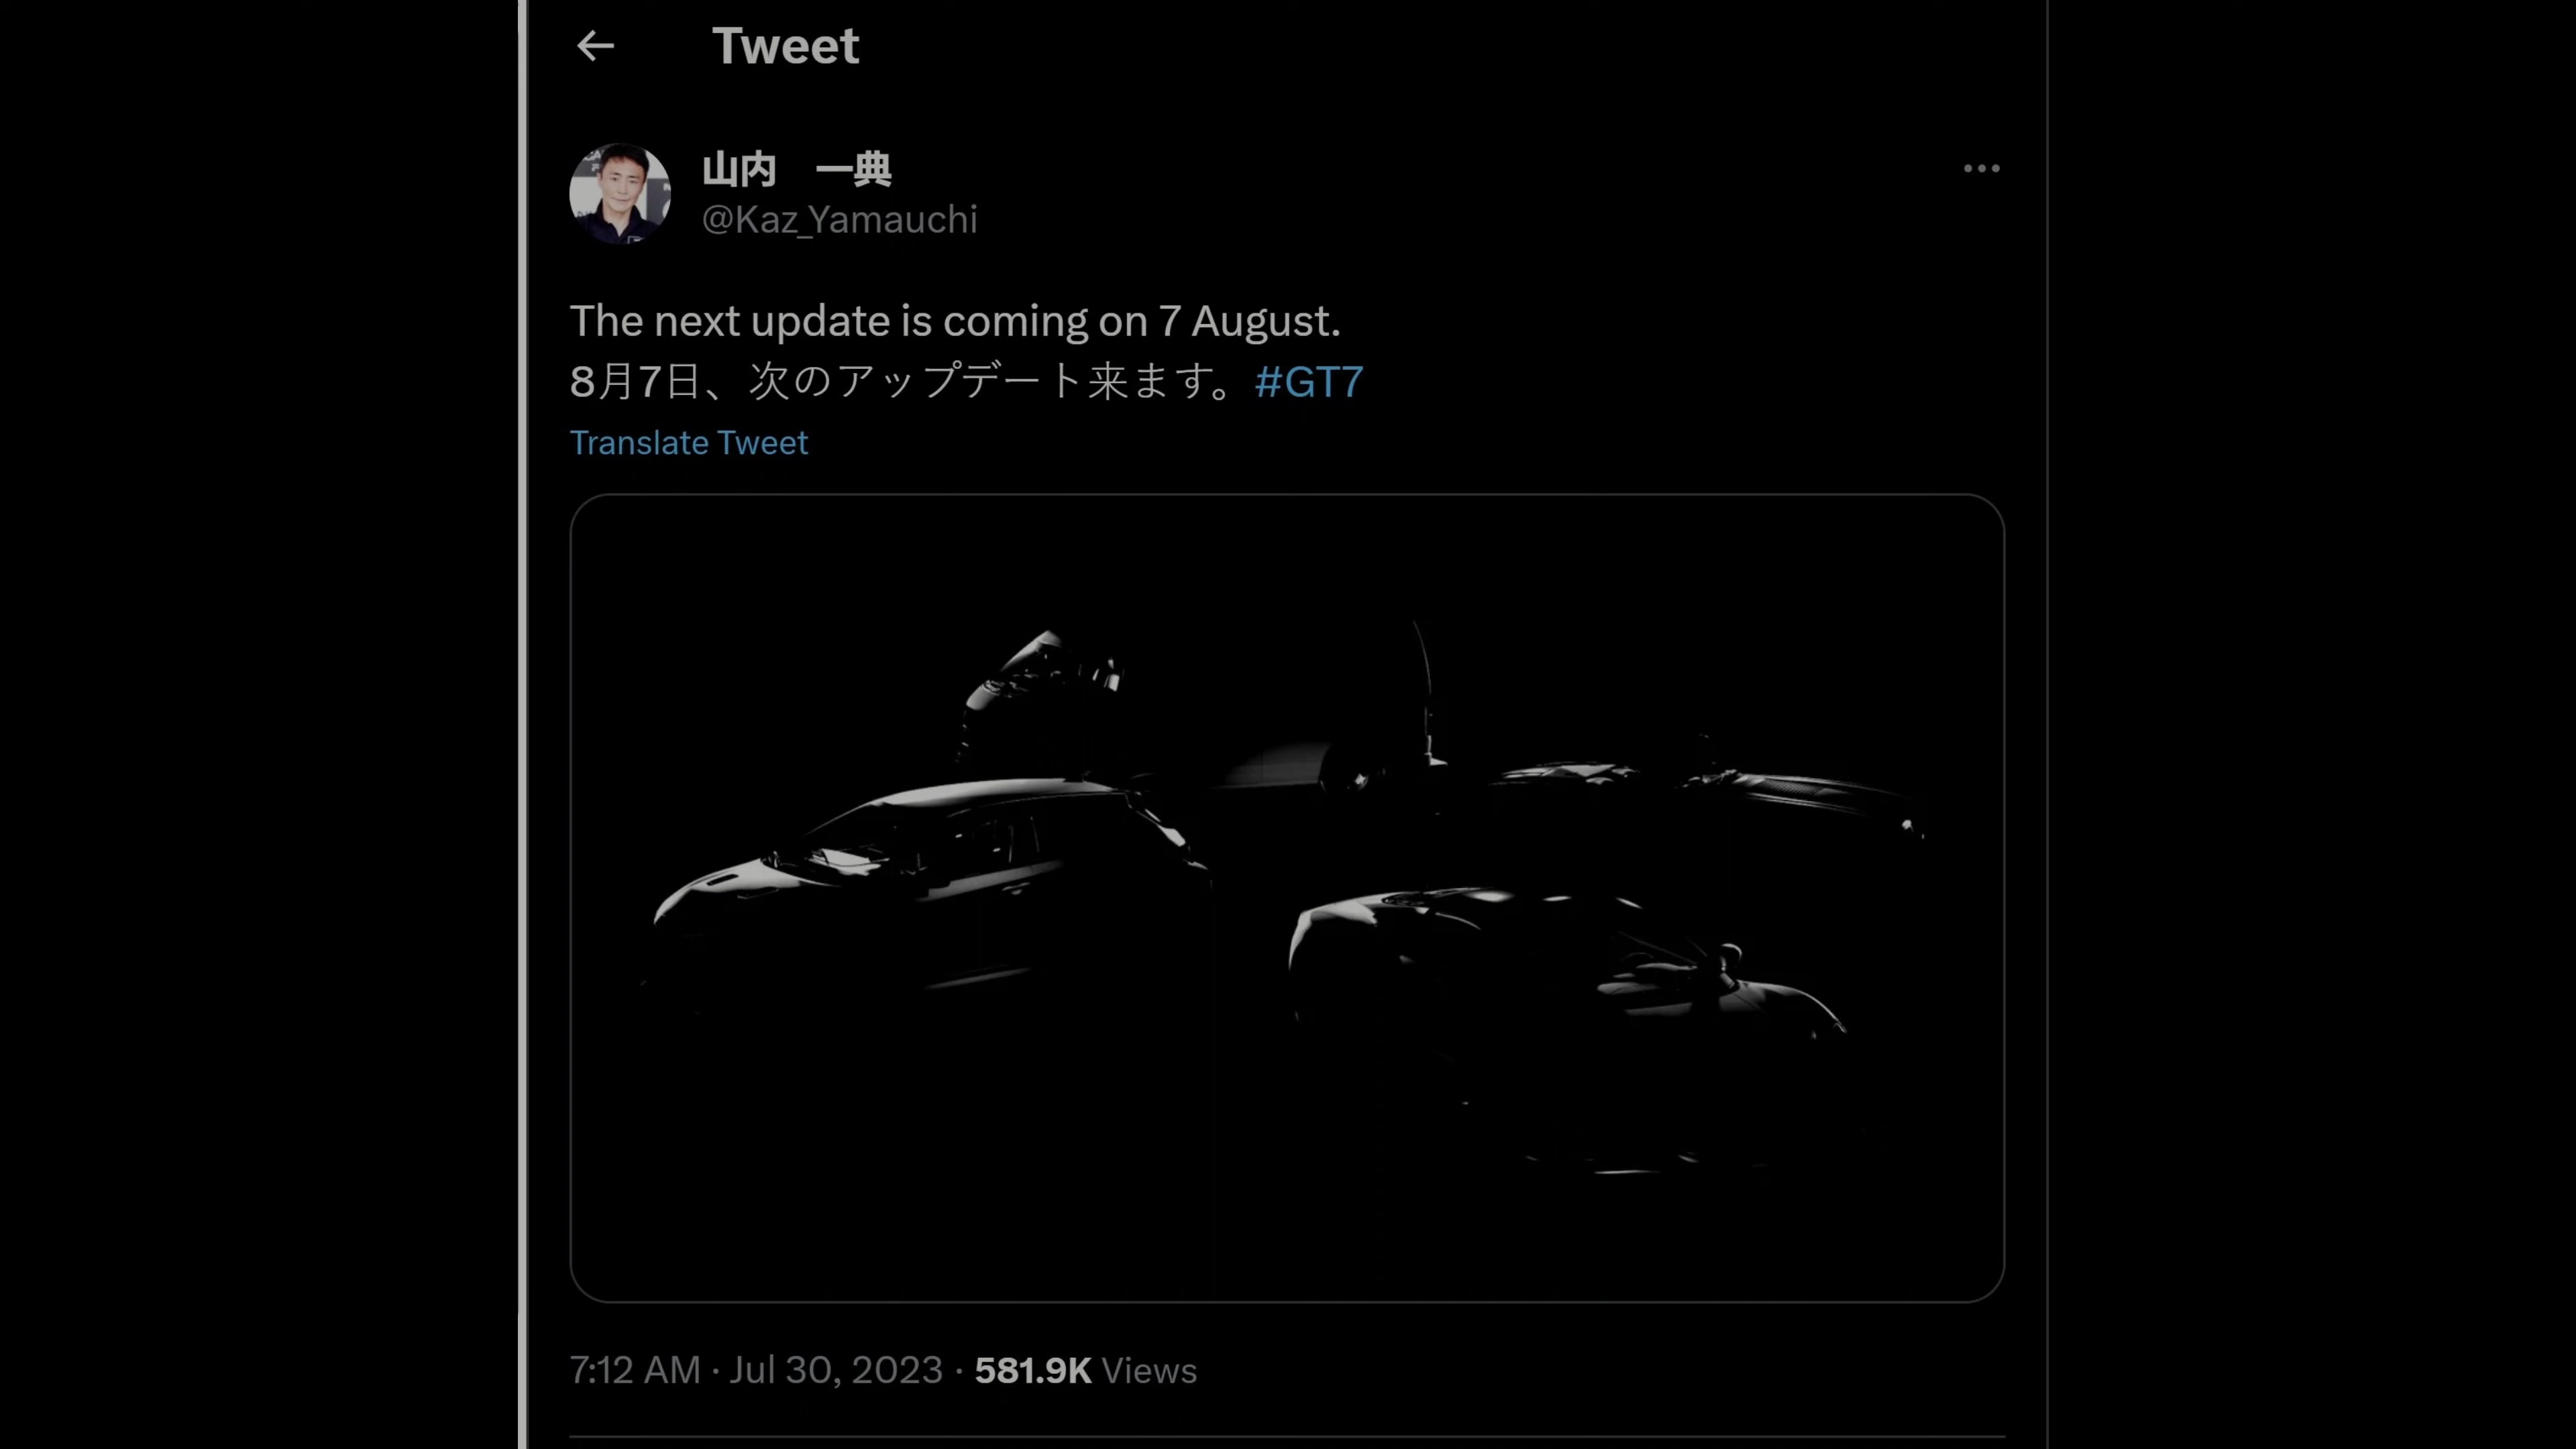 Tweet
山内　一典
@Kaz_Yamauchi
The next update is coming on 7 August.
8月7日、次のアップデート来ます。#GT7
Translate Tweet
7:12 AM · Jul 30, 2023 · 581.9K Views